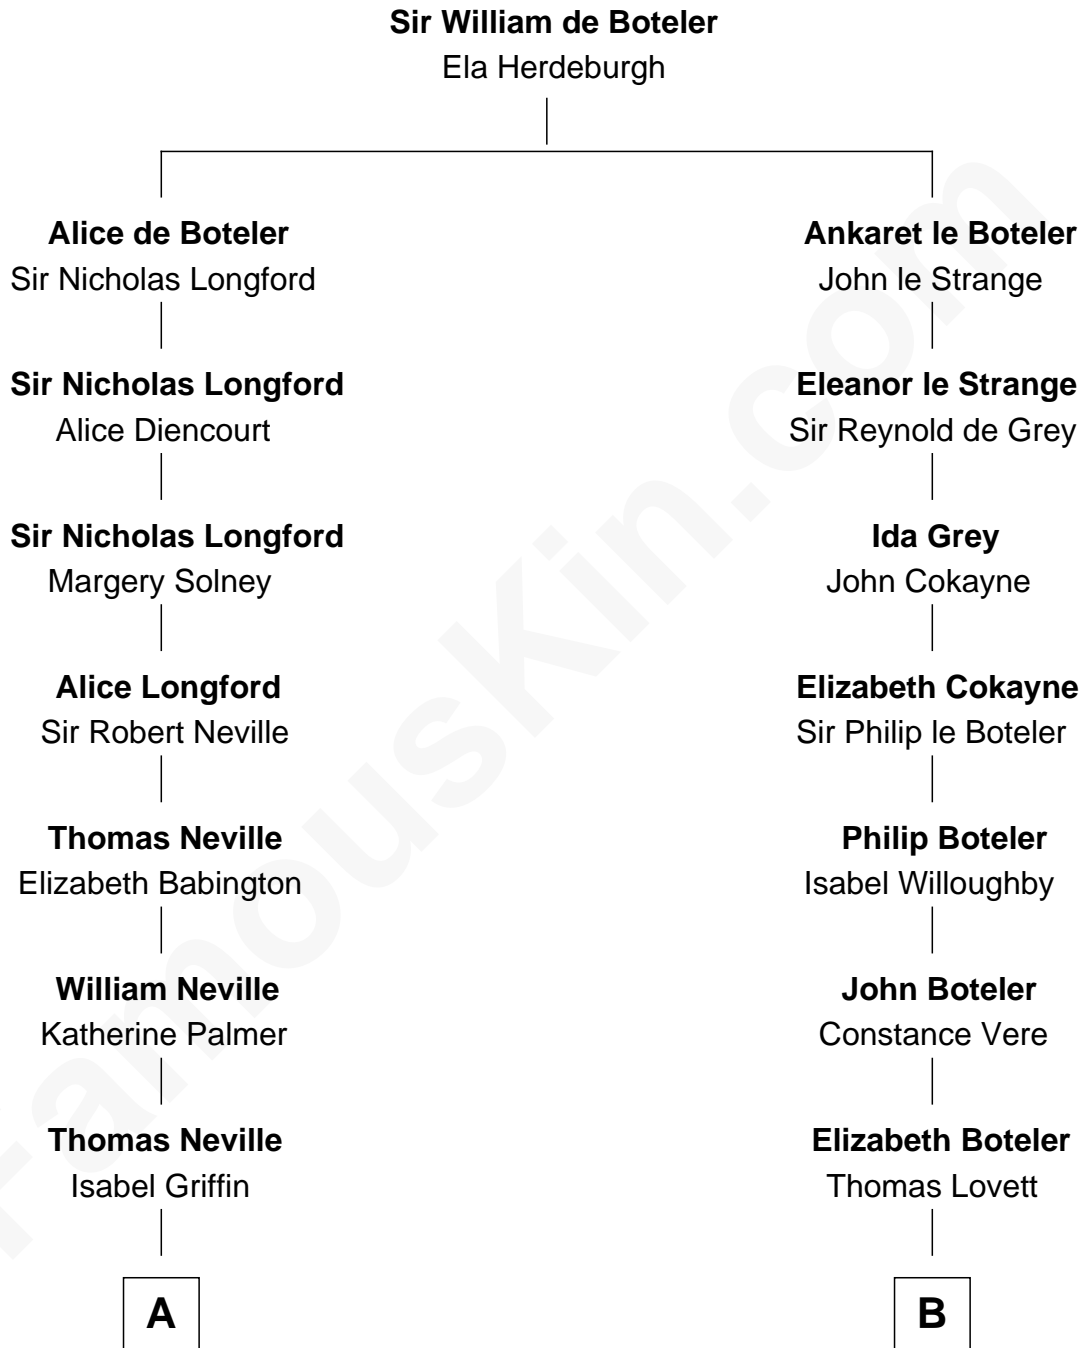 Sir William de Boteler
Ela Herdeburgh
Alice de Boteler
Sir Nicholas Longford
Ankaret le Boteler
John le Strange
Sir Nicholas Longford
Alice Diencourt
Eleanor le Strange
Sir Reynold de Grey
Sir Nicholas Longford
Margery Solney
Ida Grey
John Cokayne
Alice Longford
Sir Robert Neville
Elizabeth Cokayne
Sir Philip le Boteler
Thomas Neville
Elizabeth Babington
Philip Boteler
Isabel Willoughby
William Neville
Katherine Palmer
John Boteler
Constance Vere
Thomas Neville
Isabel Griffin
Elizabeth Boteler
Thomas Lovett
A
B
FamousKin.com